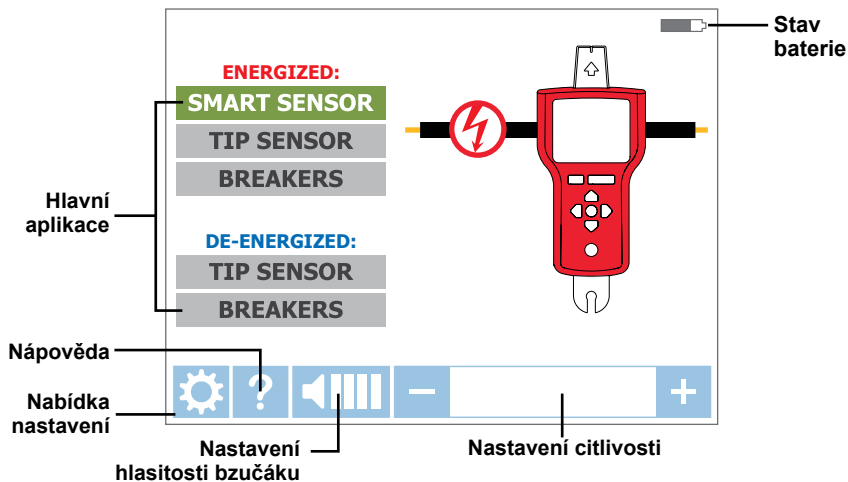 Stav
baterie
ENERGIZED:
SMART SENSOR
TIP SENSOR
BREAKERS
Hlavní
aplikace
DE-ENERGIZED:
TIP SENSOR
BREAKERS
Nápověda
?
Nabídka
nastavení
Nastavení
hlasitosti bzučáku
Nastavení citlivosti